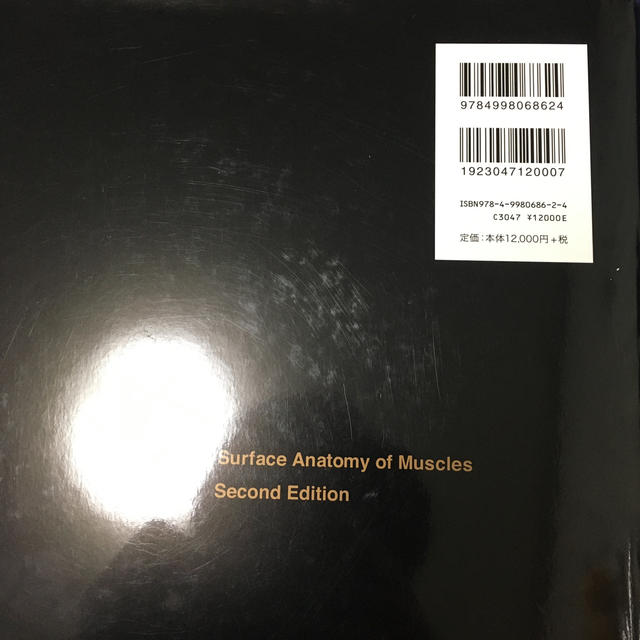 9784998068624
1923047120007
ISBN978-4-9980686-2-4
C3047 ¥12000E
定価：本体12,000円+税
Surface Anatomy of Muscles
Second Edition